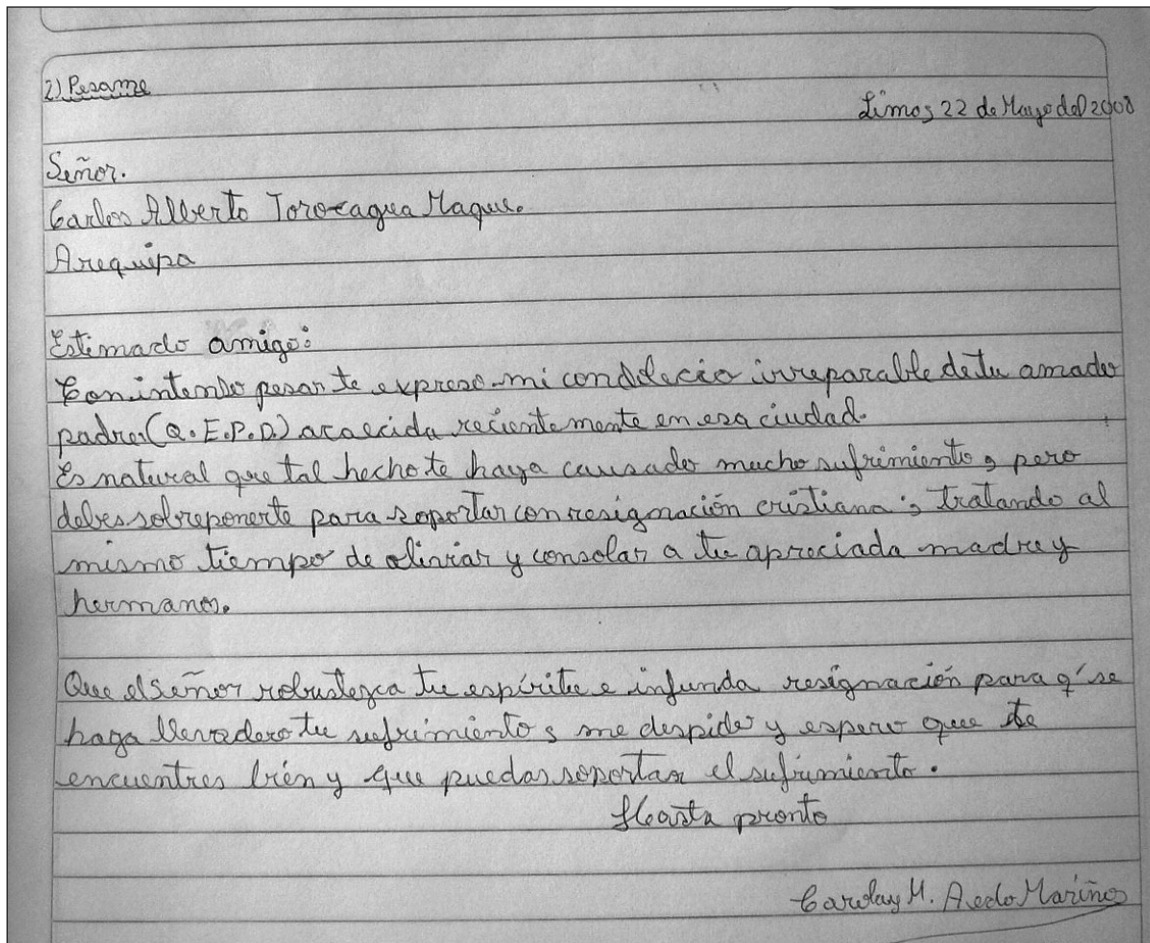 2) Pesame
Lima, 22 de Mayo del 2008
Señor.
Carlos Alberto Torocagua Maque.
Arequipa
Estimado amigo:
Con intenso pesar te expreso mi condolecio irreparable de tu amado
padre (Q.E.P.D.) acaecida recientemente en esa ciudad.
Es natural que tal hecho te haya causado mucho sufrimiento, pero
debes sobreponerte para soportar con resignación cristiana; tratando al
mismo tiempo de aliviar y consolar a tu apreciada madre y
hermanos.
Que el Señor robustezca tu espíritu e infunda resignación para q' se
haga llevadero tu sufrimiento, me despido y espero que te
encuentres bien y que puedas soportar el sufrimiento.
Hasta pronto
Carolay M. Aedo Mariños